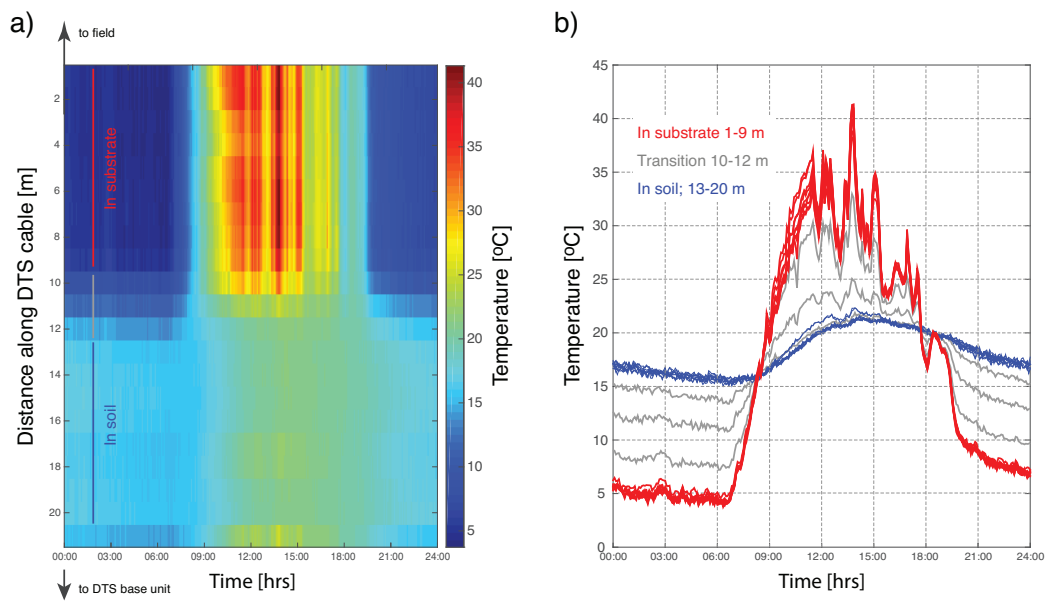 a)
to field
Distance along DTS cable [m]
2
4
6
8
10
12
14
16
18
20
In substrate
In soil
00:00 03:00 06:00 09:00 12:00 15:00 18:00 21:00 24:00
Time [hrs]
to DTS base unit
40
35
30
25
20
15
10
5
Temperature [ºC]
b)
45
40
35
30
25
20
15
10
5
0
Temperature [ºC]
In substrate 1-9 m
Transition 10-12 m
In soil; 13-20 m
00:00 03:00 06:00 09:00 12:00 15:00 18:00 21:00 24:00
Time [hrs]